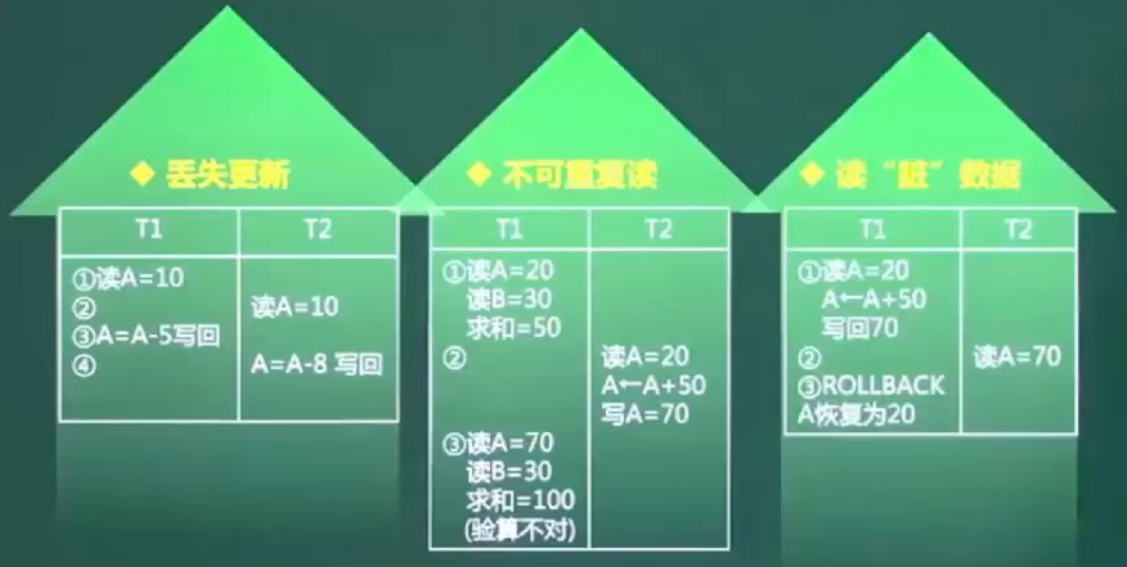 ◆ 丢失更新
T1 T2
①读A=10
② 读A=10
③A=A-5写回
④ A=A-8 写回
◆ 不可重复读
T1 T2
①读A=20
读B=30
求和=50
② 读A=20
A←A+50
写A=70
③读A=70
读B=30
求和=100
(验算不对)
◆ 读“脏”数据
T1 T2
①读A=20
A←A+50
写回70
② 读A=70
③ROLLBACK
A恢复为20